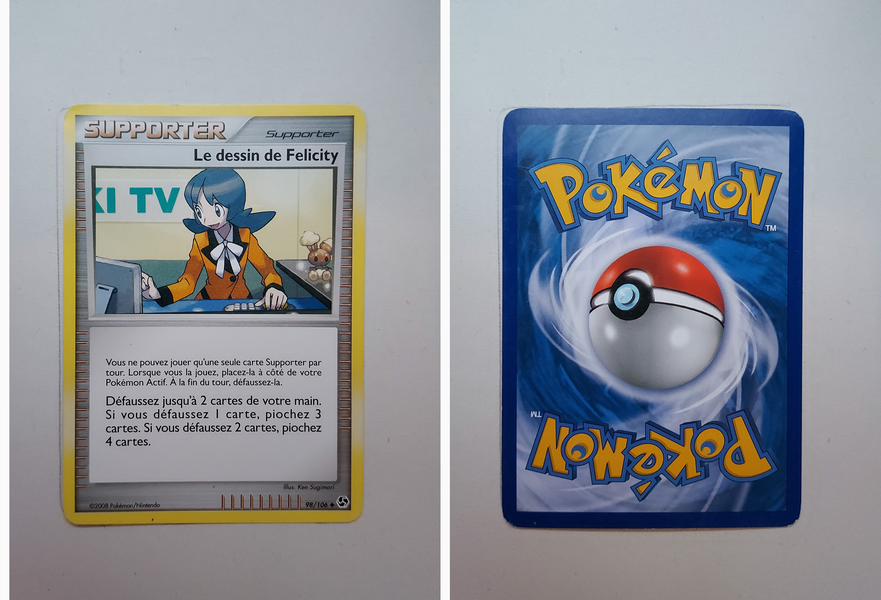 SUPPORTER
Supporter
Le dessin de Felicity
KI TV
Vous ne pouvez jouer qu'une seule carte Supporter par
tour. Lorsque vous la jouez, placez-la à côté de votre
Pokémon Actif. À la fin du tour, défaussez-la.
Défaussez jusqu'à 2 cartes de votre main.
Si vous défaussez 1 carte, piochez 3
cartes. Si vous défaussez 2 cartes, piochez
4 cartes.
Illus. Ken Sugimori
©2008 Pokémon/Nintendo
98/106
POKéMON
TM
TM
POKéMON